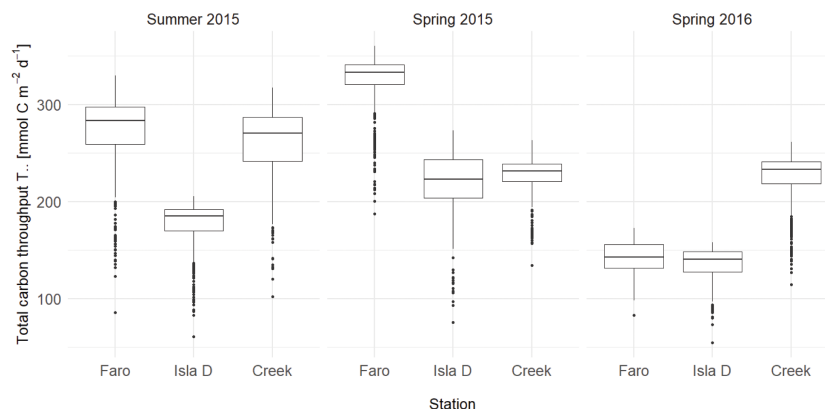 Summer 2015 Spring 2015 Spring 2016
Total carbon throughput T.. [mmol C m⁻² d⁻¹]
300
200
100
Faro Isla D Creek Faro Isla D Creek Faro Isla D Creek
Station